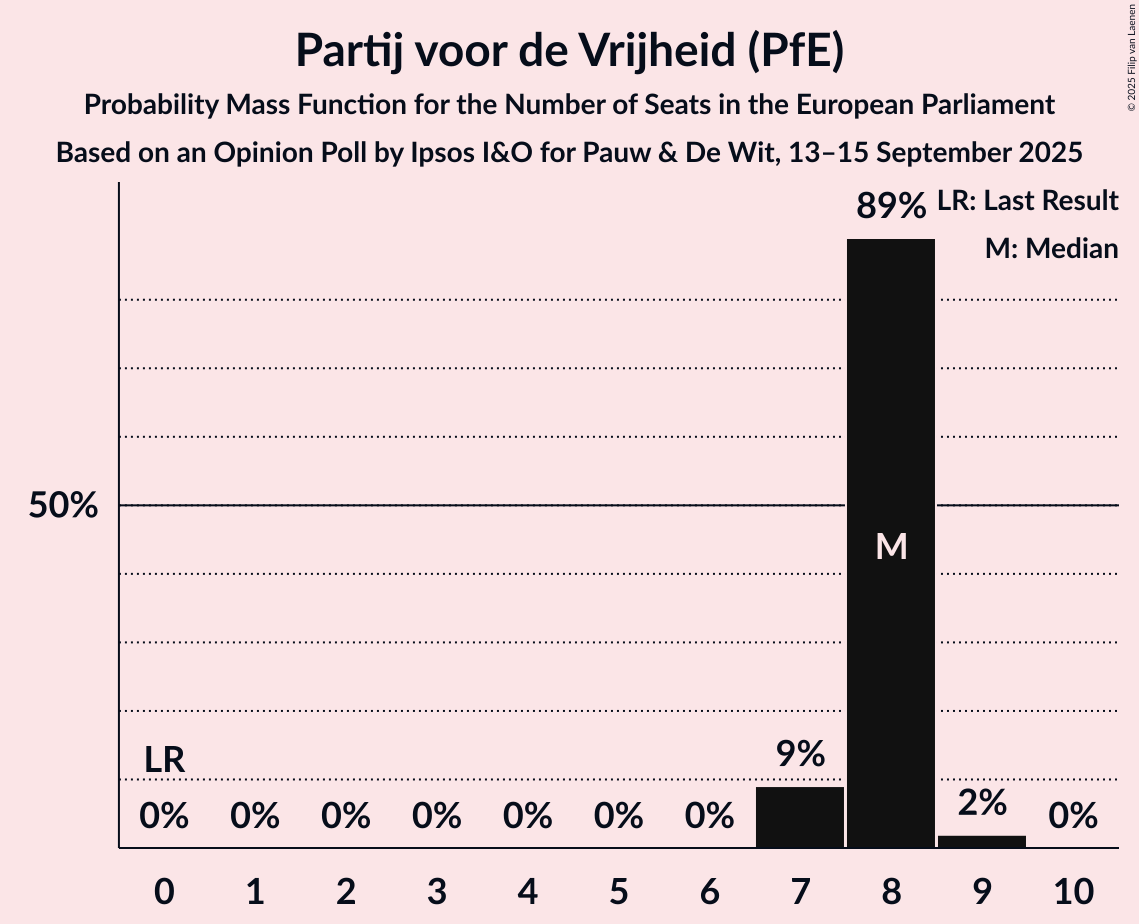 Partij voor de Vrijheid (PfE)
Probability Mass Function for the Number of Seats in the European Parliament
Based on an Opinion Poll by Ipsos I&O for Pauw & De Wit, 13–15 September 2025
© 2025 Filip van Laenen
89%
LR: Last Result
M: Median
50%
M
LR
9%
0% 0% 0% 0% 0% 0% 0% 2% 0%
0 1 2 3 4 5 6 7 8 9 10